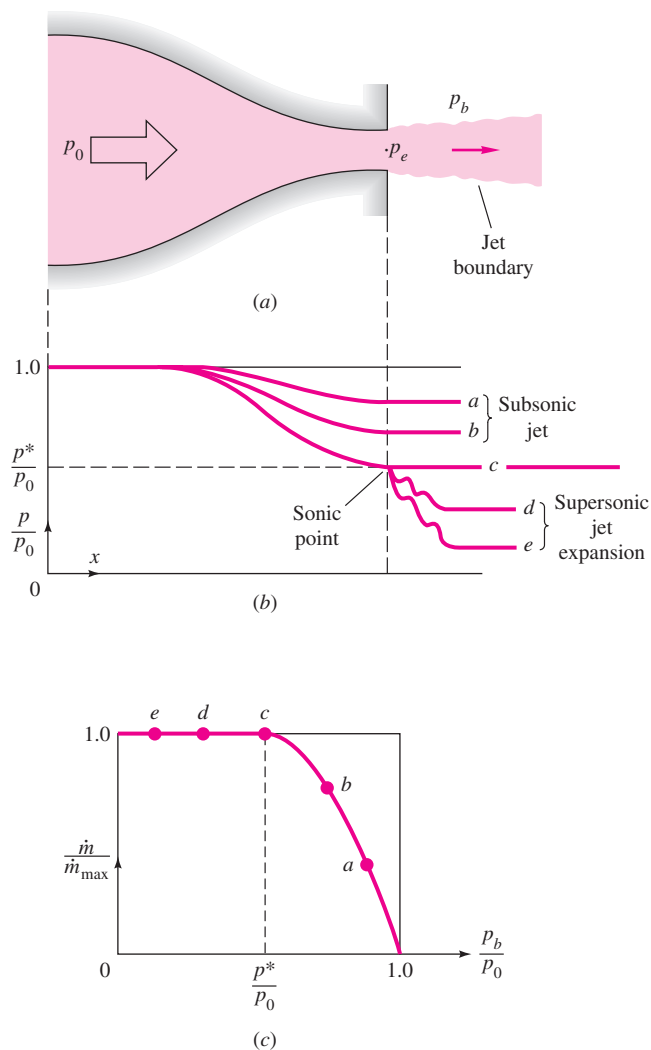 p_0
p_b
p_e
Jet
boundary
(a)
1.0
a
Subsonic
b
jet
p*/p_0
c
d
Supersonic
Sonic
jet
point
e
expansion
p/p_0
x
0
(b)
e d c
1.0
b
ṁ/ṁ_max
a
0
p*/p_0
1.0
p_b/p_0
(c)